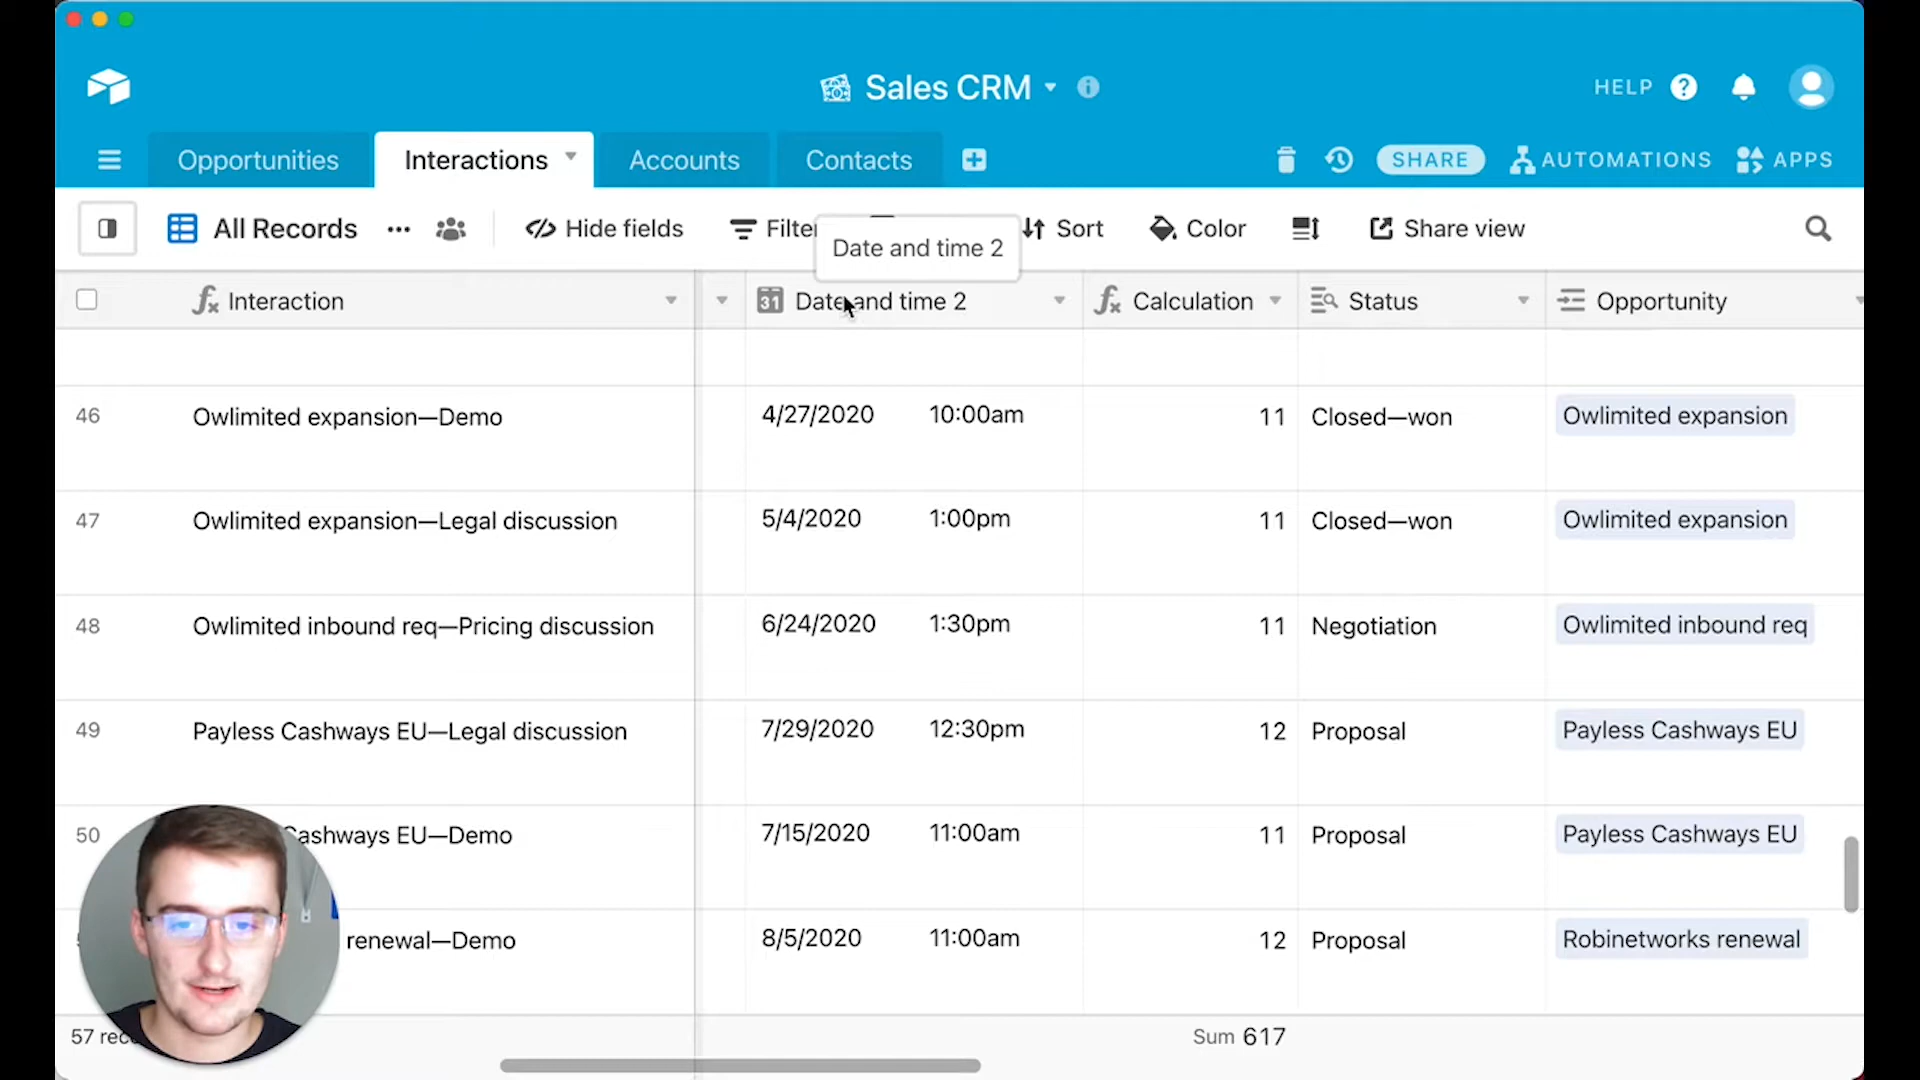 Sales CRM
HELP
Opportunities Interactions Accounts Contacts SHARE AUTOMATIONS APPS
All Records Hide fields Filter Sort Color Share view
Date and time 2
Interaction 31 Date and time 2 Calculation Status Opportunity
46 Owlimited expansion—Demo 4/27/2020 10:00am 11 Closed—won Owlimited expansion
47 Owlimited expansion—Legal discussion 5/4/2020 1:00pm 11 Closed—won Owlimited expansion
48 Owlimited inbound req—Pricing discussion 6/24/2020 1:30pm 11 Negotiation Owlimited inbound req
49 Payless Cashways EU—Legal discussion 7/29/2020 12:30pm 12 Proposal Payless Cashways EU
50 Cashways EU—Demo 7/15/2020 11:00am 11 Proposal Payless Cashways EU
renewal—Demo 8/5/2020 11:00am 12 Proposal Robinetworks renewal
57 Sum 617